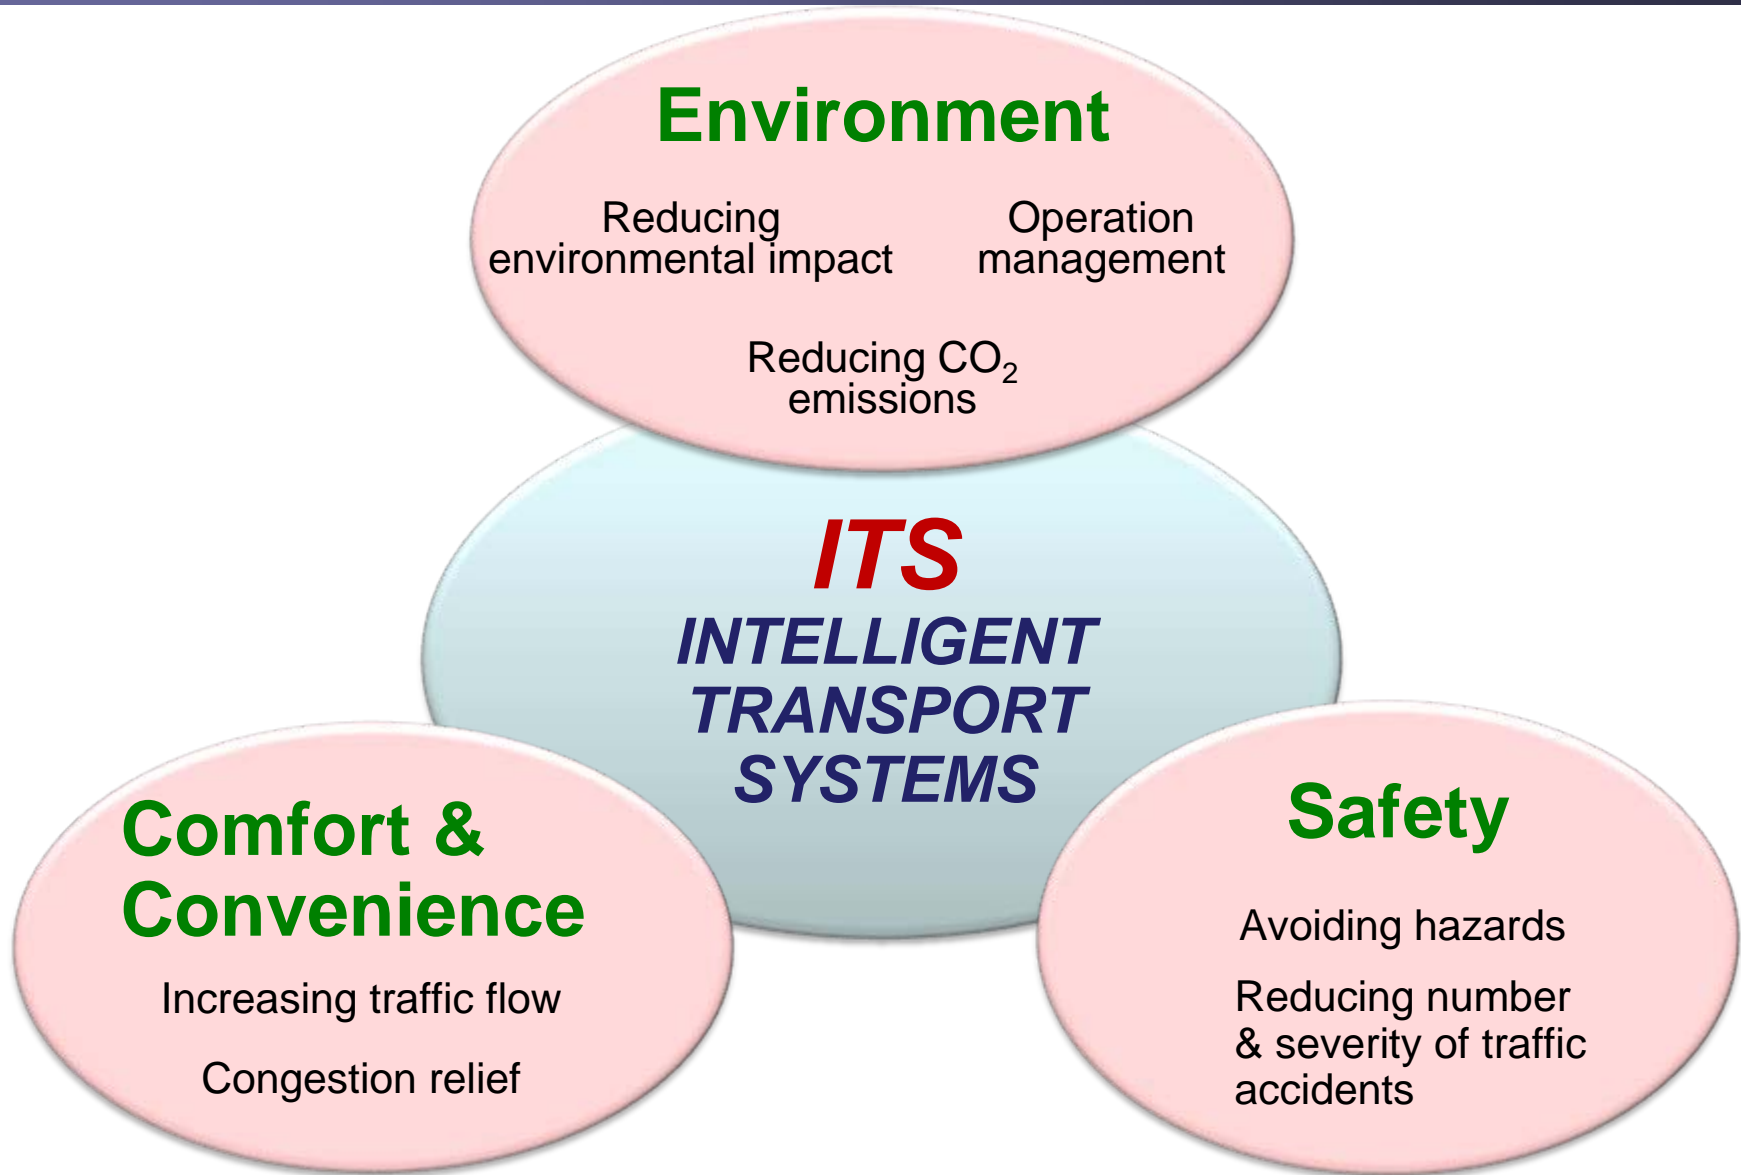 Environment
Reducing
environmental impact
Operation
management
Reducing CO₂
emissions
ITS
INTELLIGENT
TRANSPORT
SYSTEMS
Comfort &
Convenience
Increasing traffic flow
Congestion relief
Safety
Avoiding hazards
Reducing number
& severity of traffic
accidents